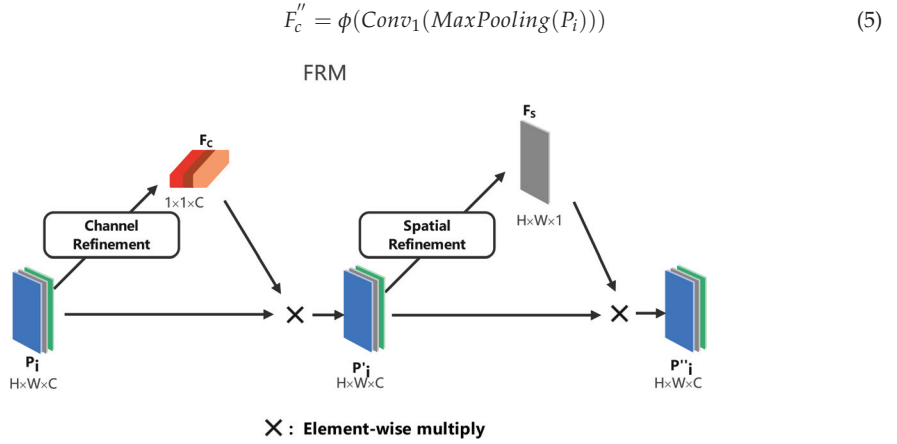 F_c'' = ϕ(Conv_1(MaxPooling(P_i))) (5)
FRM
F_S
F_C
1×1×C
Channel
Refinement
Spatial
Refinement
H×W×1
P_i
H×W×C
P'_i
H×W×C
P''_i
H×W×C
×: Element-wise multiply